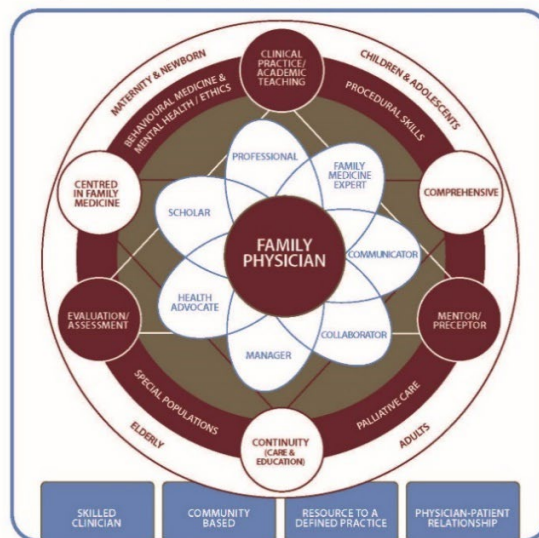 MATERNITY & NEWBORN
CHILDREN & ADOLESCENTS
CLINICAL
PRACTICE/
ACADEMIC
TEACHING
BEHAVIOURAL MEDICINE &
MENTAL HEALTH / ETHICS
PROCEDURAL SKILLS
CENTRED
IN FAMILY
MEDICINE
COMPREHENSIVE
PROFESSIONAL
FAMILY
MEDICINE
EXPERT
SCHOLAR
FAMILY
PHYSICIAN
COMMUNICATOR
HEALTH
ADVOCATE
COLLABORATOR
MANAGER
EVALUATION/
ASSESSMENT
MENTOR/
PRECEPTOR
SPECIAL POPULATIONS
PALLIATIVE CARE
ELDERLY
CONTINUITY
(CARE &
EDUCATION)
ADULTS
SKILLED
CLINICIAN
COMMUNITY
BASED
RESOURCE TO A
DEFINED PRACTICE
PHYSICIAN-PATIENT
RELATIONSHIP